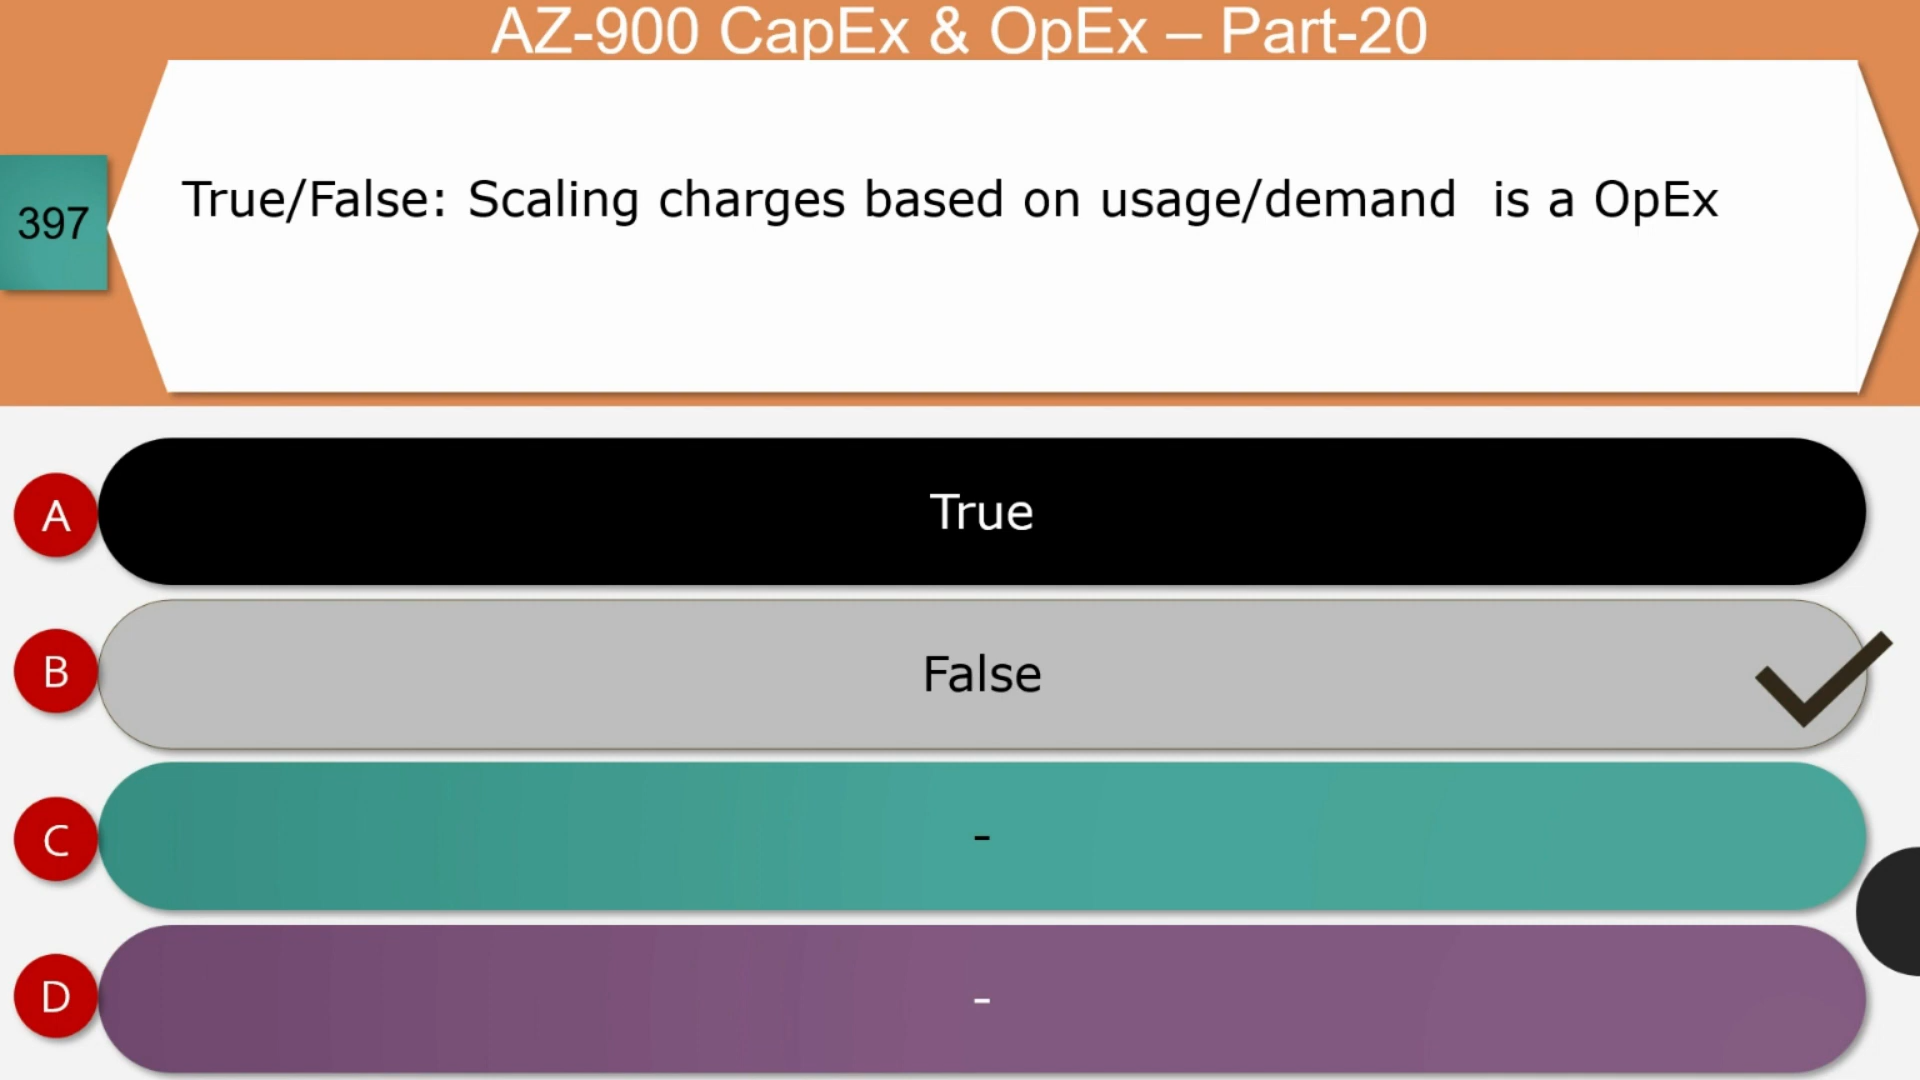 AZ-900 CapEx & OpEx – Part-20
397
True/False: Scaling charges based on usage/demand  is a OpEx
A
True
B
False
C
-
D
-